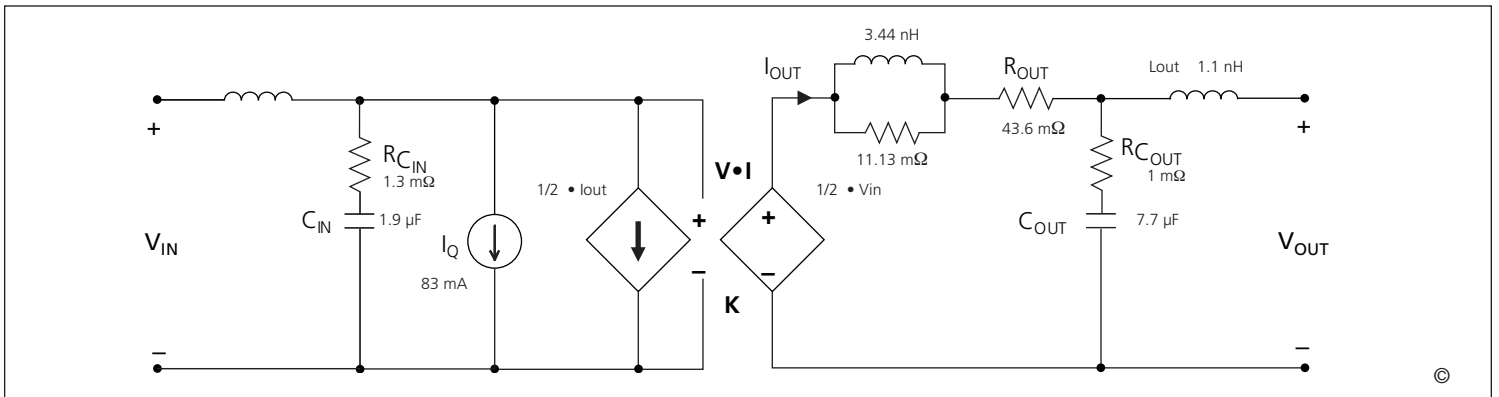 3.44 nH
I_OUT
R_OUT
Lout 1.1 nH
+
+
43.6 mΩ
11.13 mΩ
R_C_IN
1.3 mΩ
V•I
R_C_OUT
1 mΩ
1/2 • Iout
1/2 • Vin
+
+
C_IN
1.9 µF
C_OUT
7.7 µF
V_IN
I_Q
V_OUT
83 mA
–
–
K
–
–
©